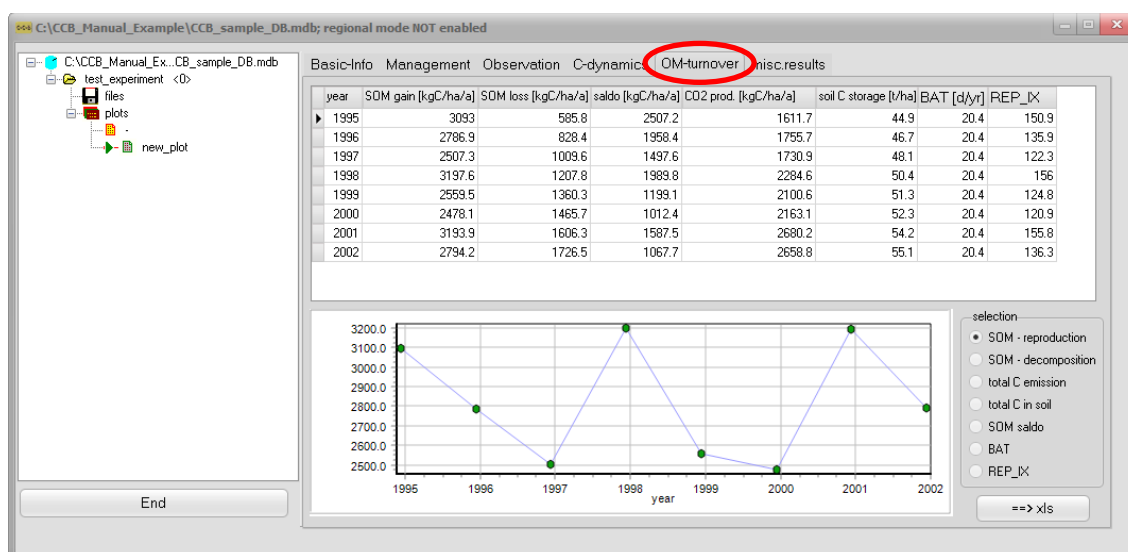 C:\CCB_Manual_Example\CCB_sample_DB.mdb; regional mode NOT enabled
C:\CCB_Manual_Ex...CB_sample_DB.mdb
test_experiment <0>
files
plots
-
new_plot
End
Basic-Info Management Observation C-dynamics OM-turnover misc.results
year SOM gain [kgC/ha/a] SOM loss [kgC/ha/a] saldo [kgC/ha/a] CO2 prod. [kgC/ha/a] soil C storage [t/ha] BAT [d/yr] REP_IX
1995 3093 585.8 2507.2 1611.7 44.9 20.4 150.9
1996 2786.9 828.4 1958.4 1755.7 46.7 20.4 135.9
1997 2507.3 1009.6 1497.6 1730.9 48.1 20.4 122.3
1998 3197.6 1207.8 1989.8 2284.6 50.4 20.4 156
1999 2559.5 1360.3 1199.1 2100.6 51.3 20.4 124.8
2000 2478.1 1465.7 1012.4 2163.1 52.3 20.4 120.9
2001 3193.9 1606.3 1587.5 2680.2 54.2 20.4 155.8
2002 2794.2 1726.5 1067.7 2658.8 55.1 20.4 136.3
3200.0
3100.0
3000.0
2900.0
2800.0
2700.0
2600.0
2500.0
1995 1996 1997 1998 1999 2000 2001 2002
year
selection
SOM - reproduction
SOM - decomposition
total C emission
total C in soil
SOM saldo
BAT
REP_IX
==> xls